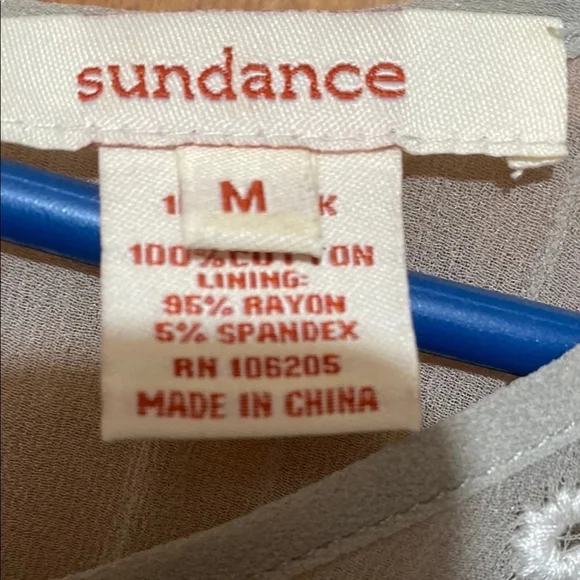 sundance
M
100% COTTON
LINING:
95% RAYON
5% SPANDEX
RN 106205
MADE IN CHINA